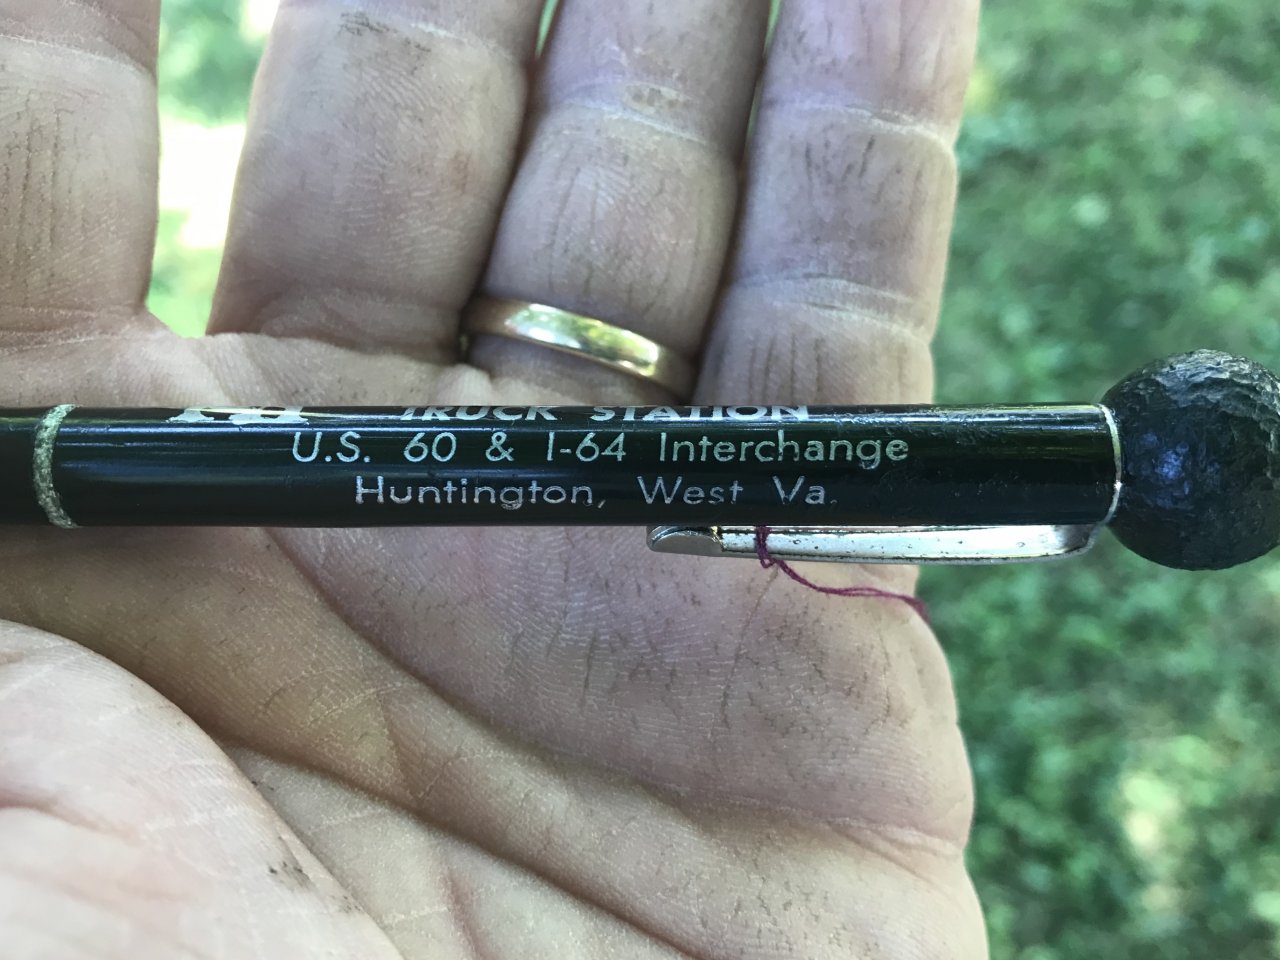 TRUCK STATION
U.S. 60 & I-64 Interchange
Huntington, West Va.